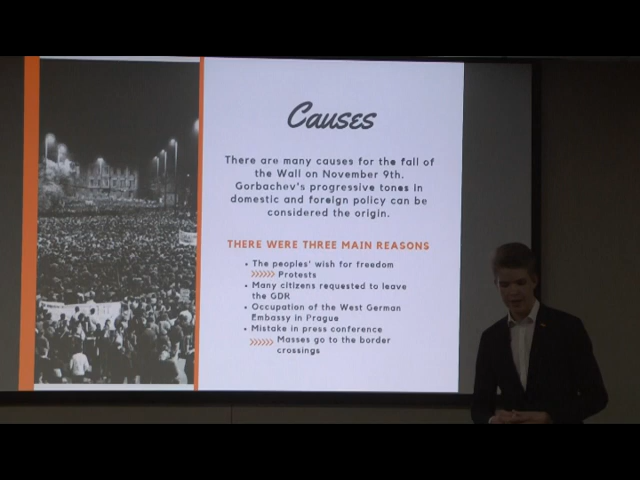 Causes
There are many causes for the fall of
the Wall on November 9th.
Gorbachev's progressive tones in
domestic and foreign policy can be
considered the origin.
THERE WERE THREE MAIN REASONS
• The peoples' wish for freedom
»»» Protests
• Many citizens requested to leave
the GDR
• Occupation of the West German
Embassy in Prague
• Mistake in press conference
»»» Masses go to the border
crossings